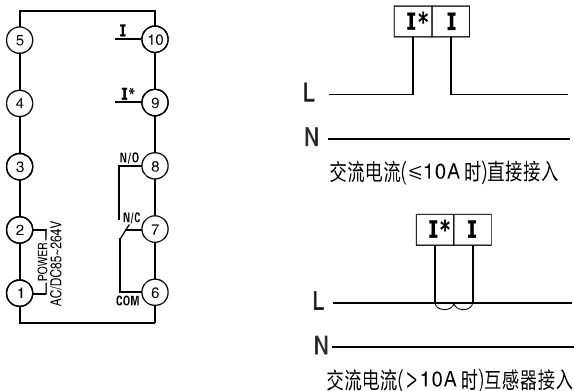 5
I
10
4
I*
9
3
N/O
8
2
POWER
AC/DC85~264V
N/C
7
1
COM
6
I* I
L
N
交流电流(≤10A 时)直接接入
I* I
L
N
交流电流(>10A 时)互感器接入